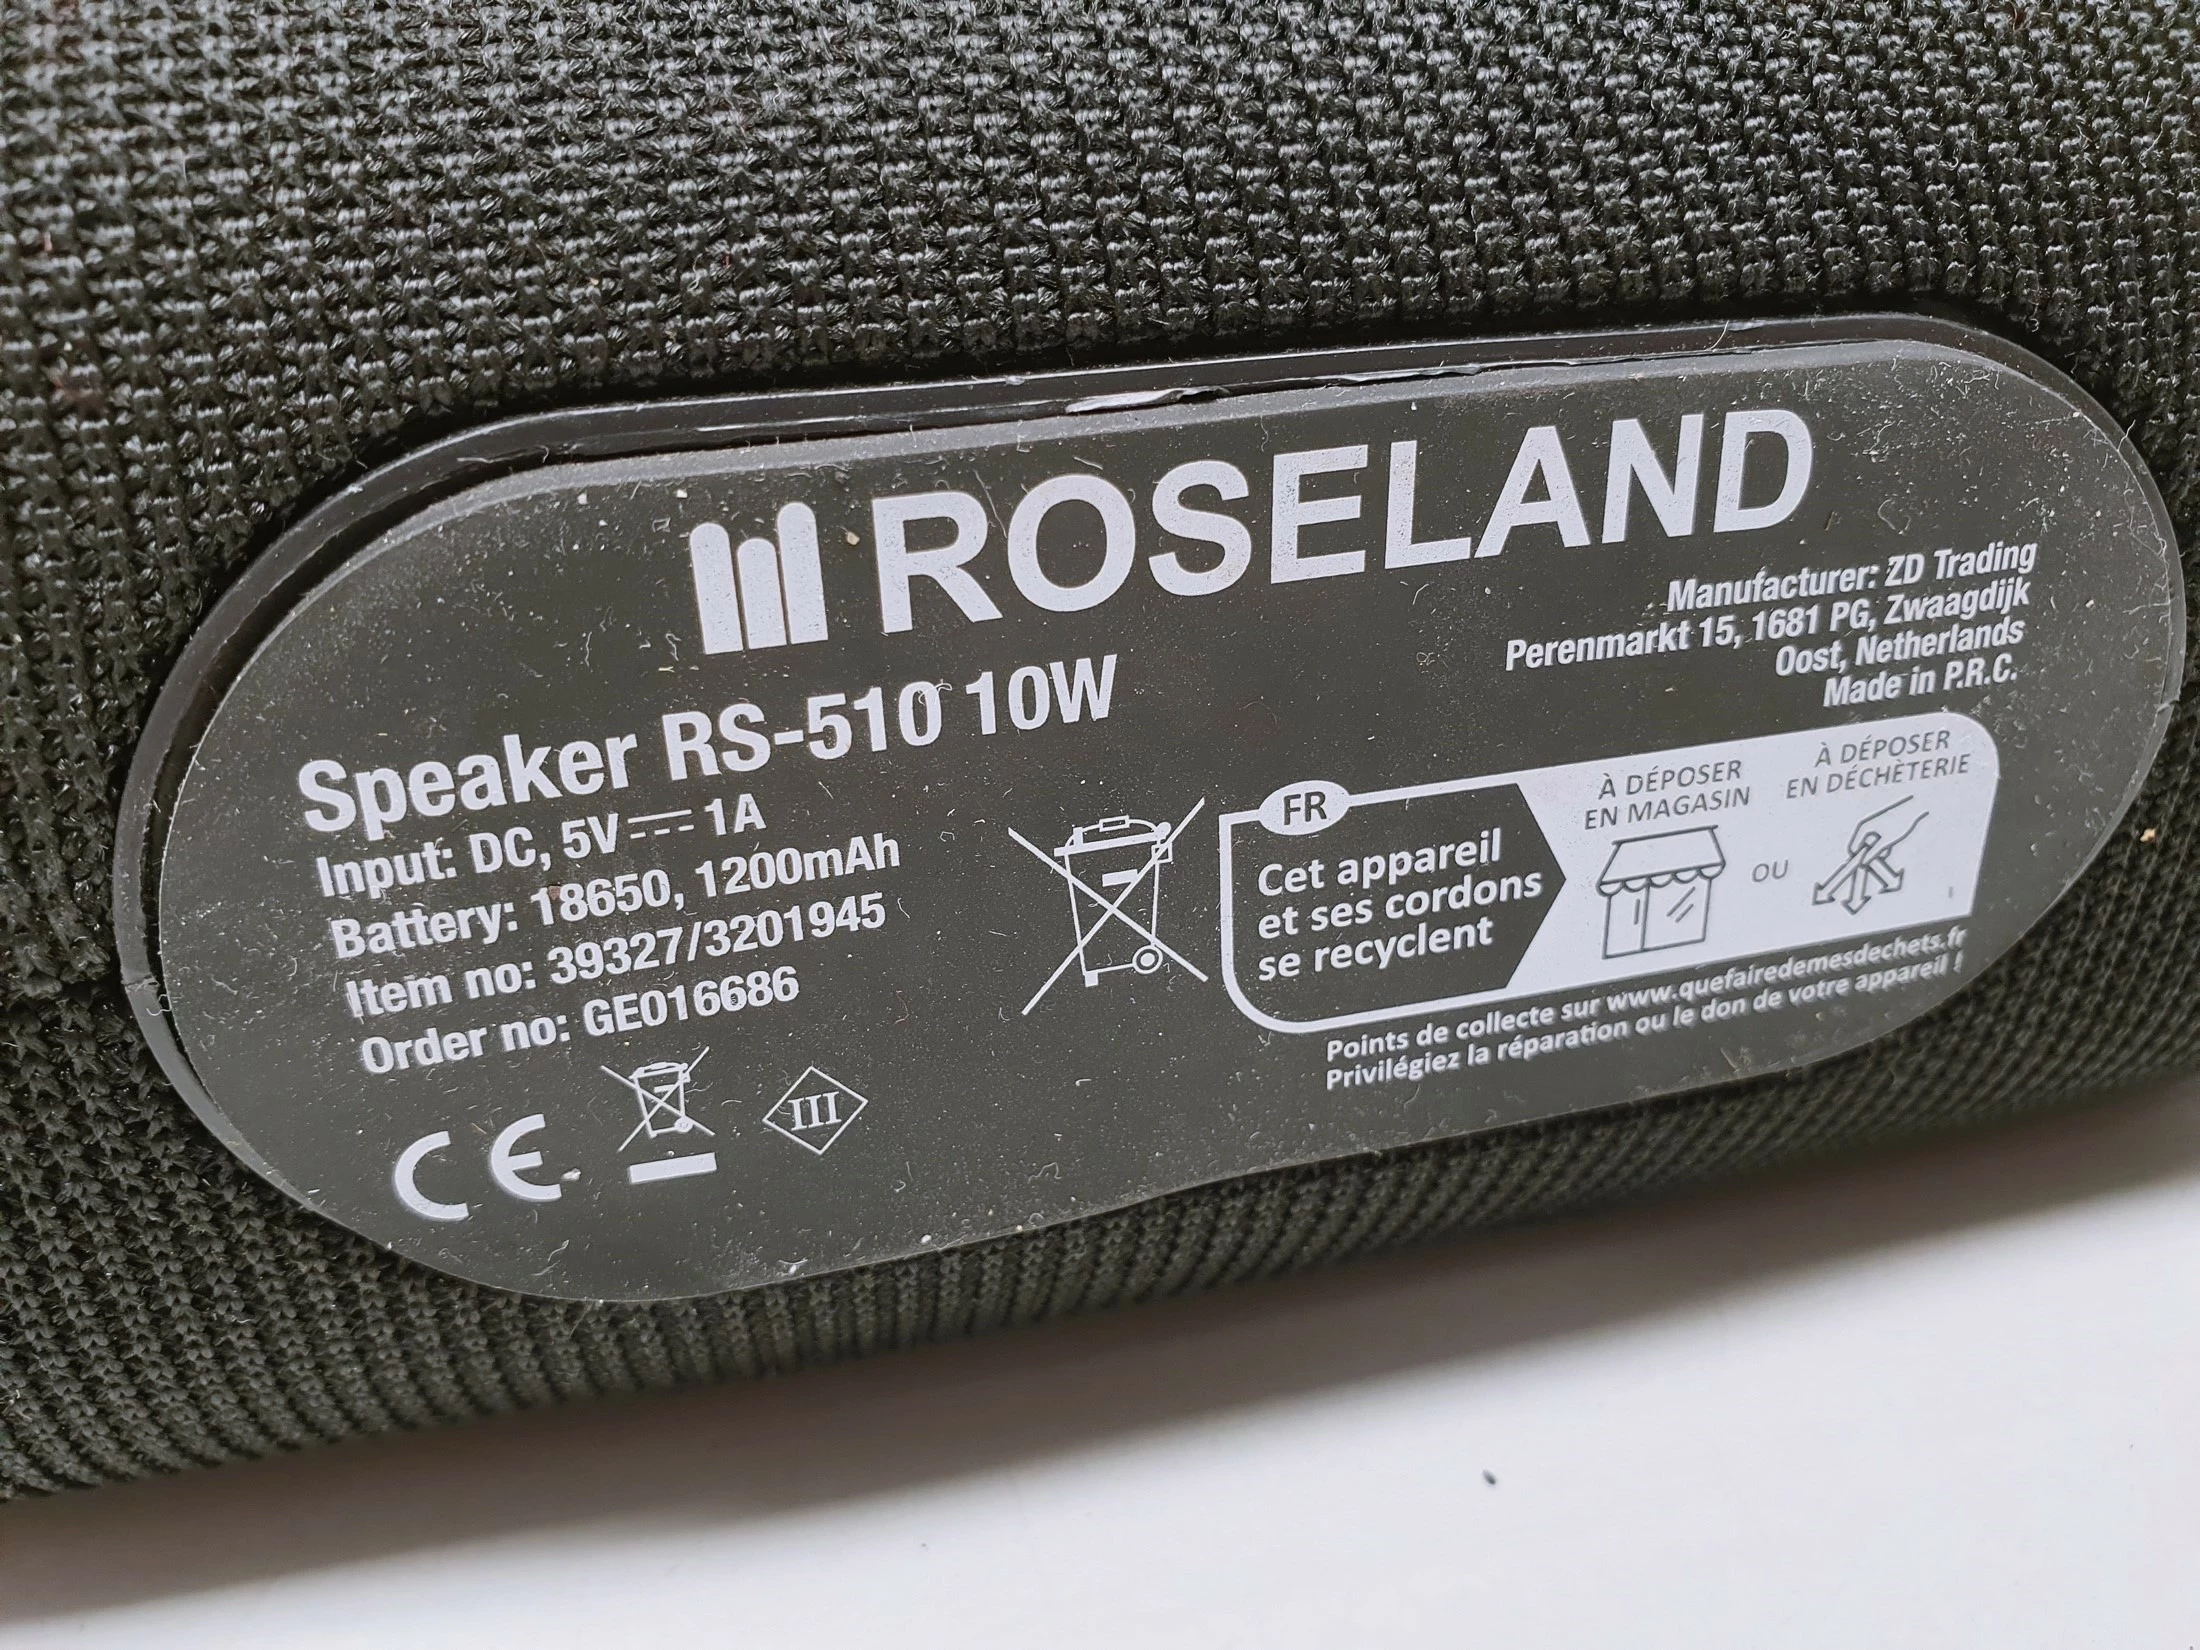 ROSELAND
Manufacturer: ZD Trading
Perenmarkt 15, 1681 PG, Zwaagdijk
Oost, Netherlands
Made in P.R.C.
Speaker RS-510 10W
Input: DC, 5V⎓1A
Battery: 18650, 1200mAh
Item no: 39327/3201945
Order no: GE016686
CE
III
FR
Cet appareil
et ses cordons
se recyclent
À DÉPOSER
EN MAGASIN
OU
À DÉPOSER
EN DÉCHÈTERIE
Points de collecte sur www.quefairedemesdechets.fr
Privilégiez la réparation ou le don de votre appareil !